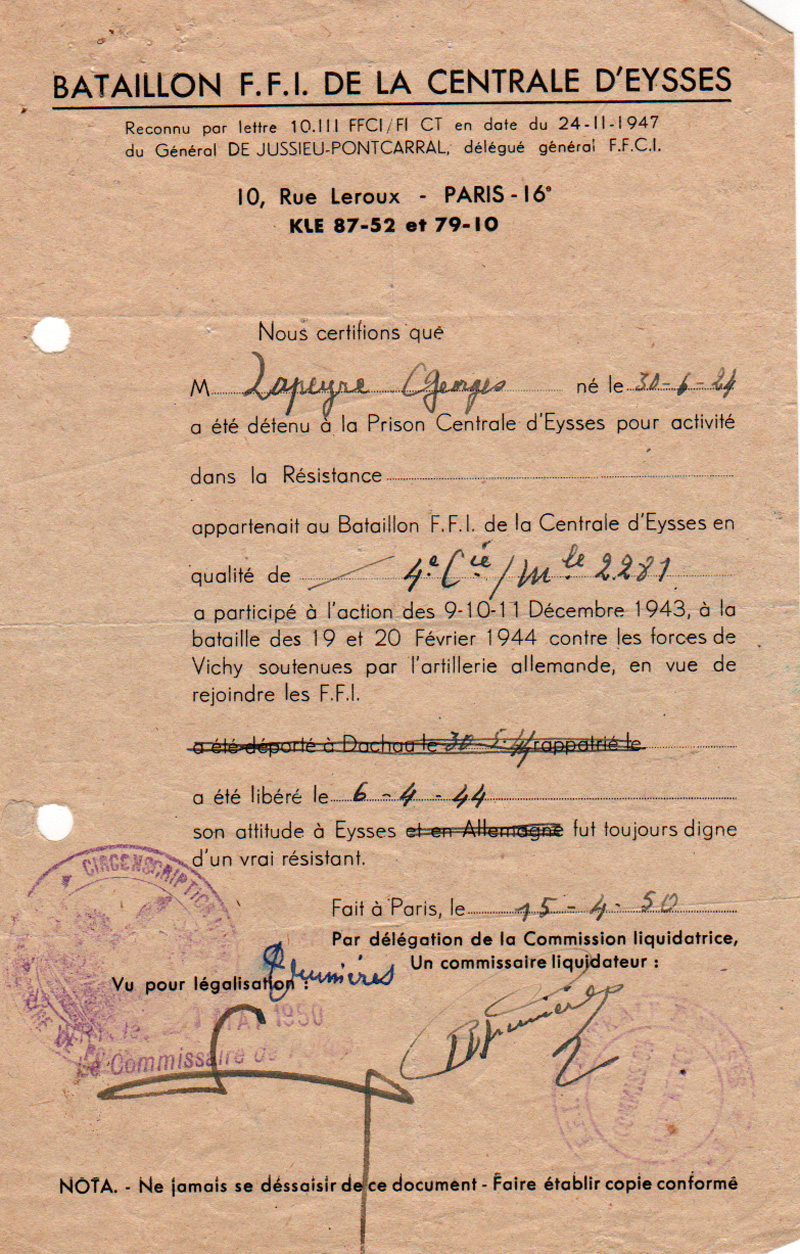 BATAILLON F.F.I. DE LA CENTRALE D'EYSSES
Reconnu par lettre 10.111 FFCI/FI CT en date du 24-11-1947
du Général DE JUSSIEU-PONTCARRAL, délégué général F.F.C.I.
10, Rue Leroux - PARIS-16°
KLE 87-52 et 79-10
Nous certifions que
M Lapeyre Georges né le 30-6-24
a été détenu à la Prison Centrale d'Eysses pour activité
dans la Résistance
appartenait au Bataillon F.F.I. de la Centrale d'Eysses en
qualité de 4e Cie / Mle 2281
a participé à l'action des 9-10-11 Décembre 1943, à la
bataille des 19 et 20 Février 1944 contre les forces de
Vichy soutenues par l'artillerie allemande, en vue de
rejoindre les F.F.I.
a été déporté à Dachau le 30-5-44 rappatrié le
a été libéré le 6-4-44
son attitude à Eysses et en Allemagne fut toujours digne
d'un vrai résistant.
Fait à Paris, le 15-4-50
Par délégation de la Commission liquidatrice,
Un commissaire liquidateur :
Vu pour légalisation :
CIRCONSCRIPTION
MAI 1950
Le Commissaire de
NOTA. - Ne jamais se déssaisir de ce document - Faire établir copie conforme